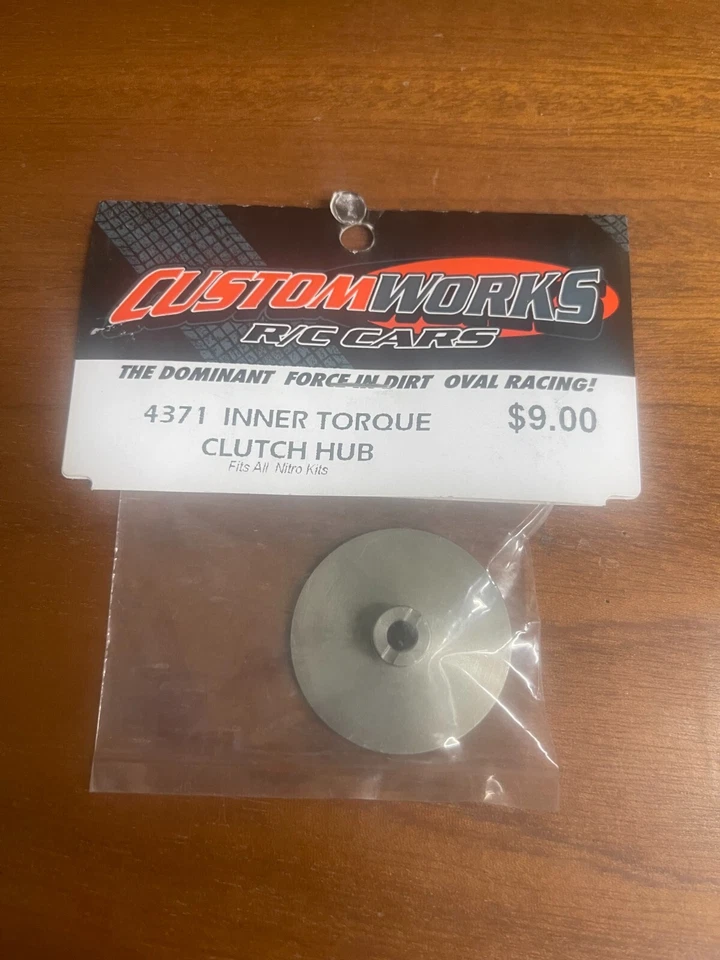 CUSTOMWORKS
R/C CARS
THE DOMINANT FORCE IN DIRT OVAL RACING!
4371 INNER TORQUE $9.00
CLUTCH HUB
Fits All Nitro Kits